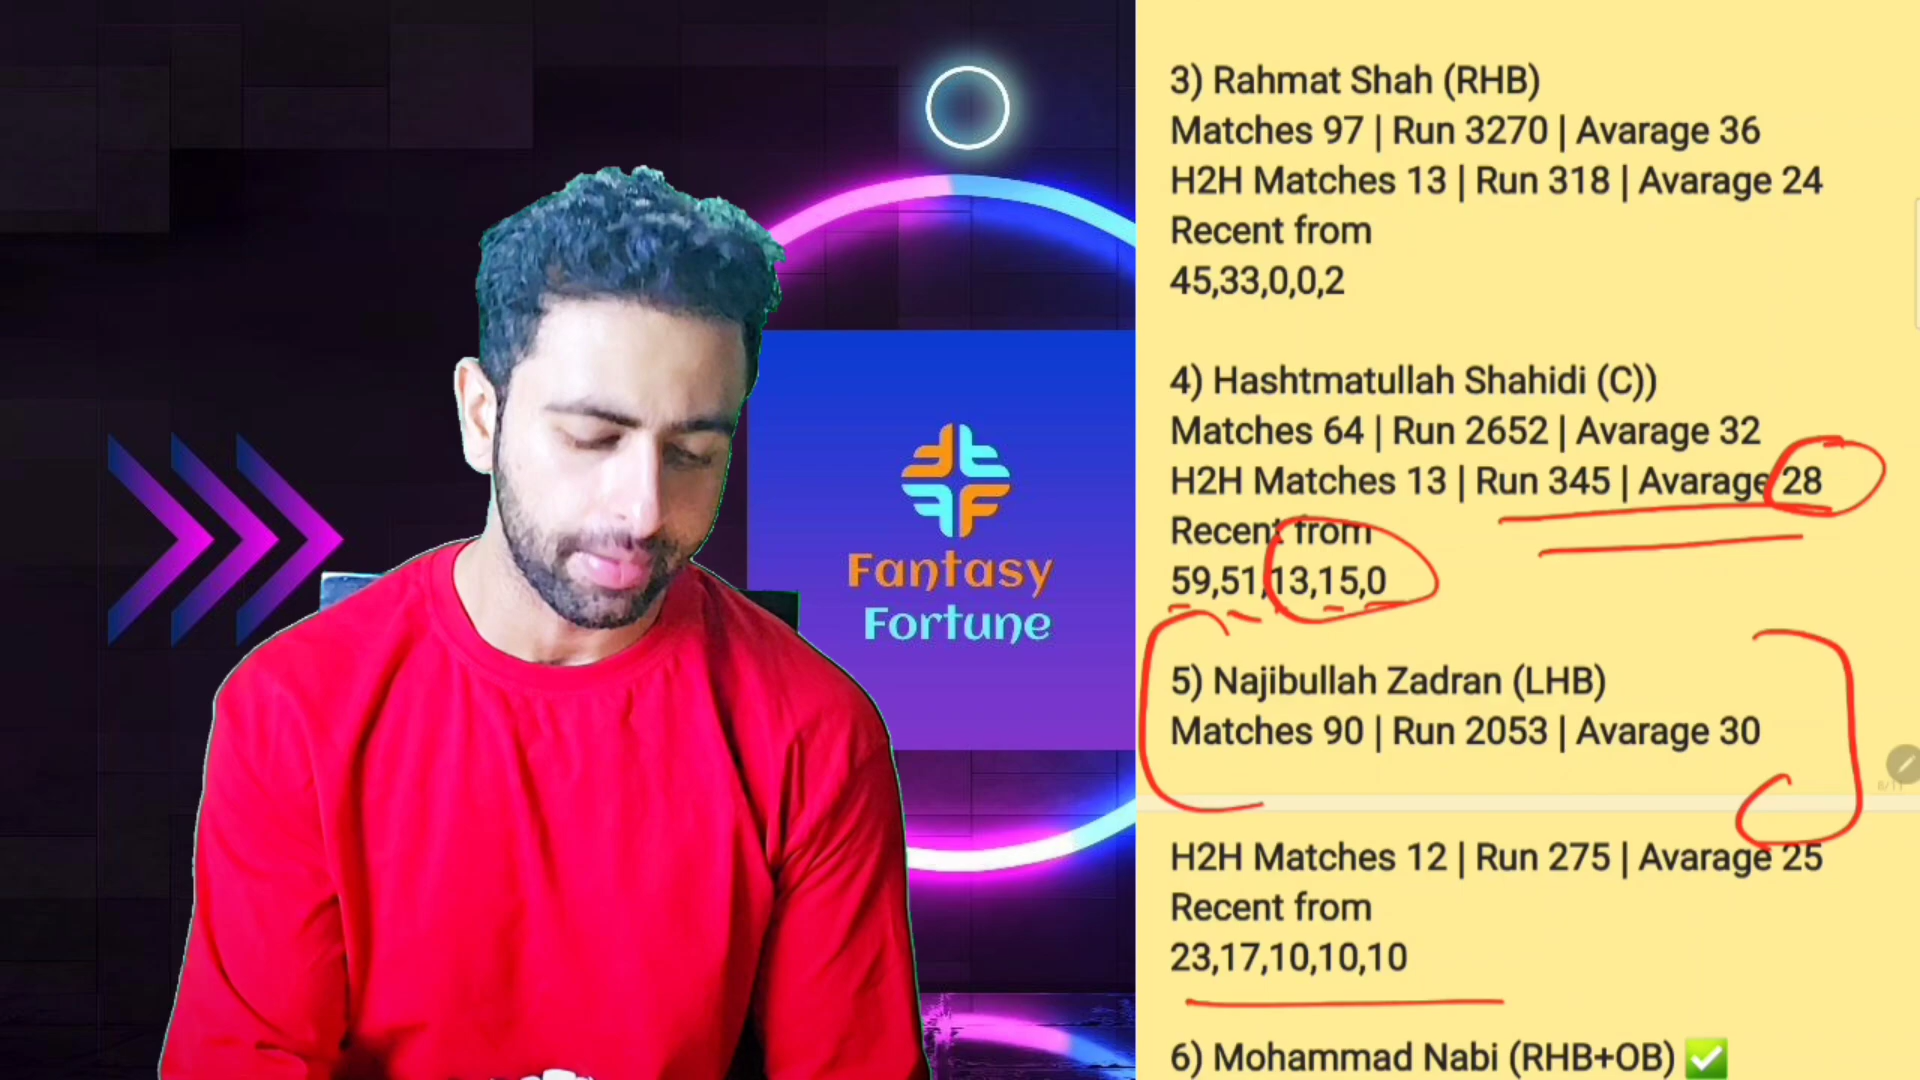 Fantasy
Fortune
3) Rahmat Shah (RHB)
Matches 97 | Run 3270 | Avarage 36
H2H Matches 13 | Run 318 | Avarage 24
Recent from
45,33,0,0,2
4) Hashtmatullah Shahidi (C))
Matches 64 | Run 2652 | Avarage 32
H2H Matches 13 | Run 345 | Avarage 28
Recent from
59,51,13,15,0
5) Najibullah Zadran (LHB)
Matches 90 | Run 2053 | Avarage 30
H2H Matches 12 | Run 275 | Avarage 25
Recent from
23,17,10,10,10
6) Mohammad Nabi (RHB+OB) ✅